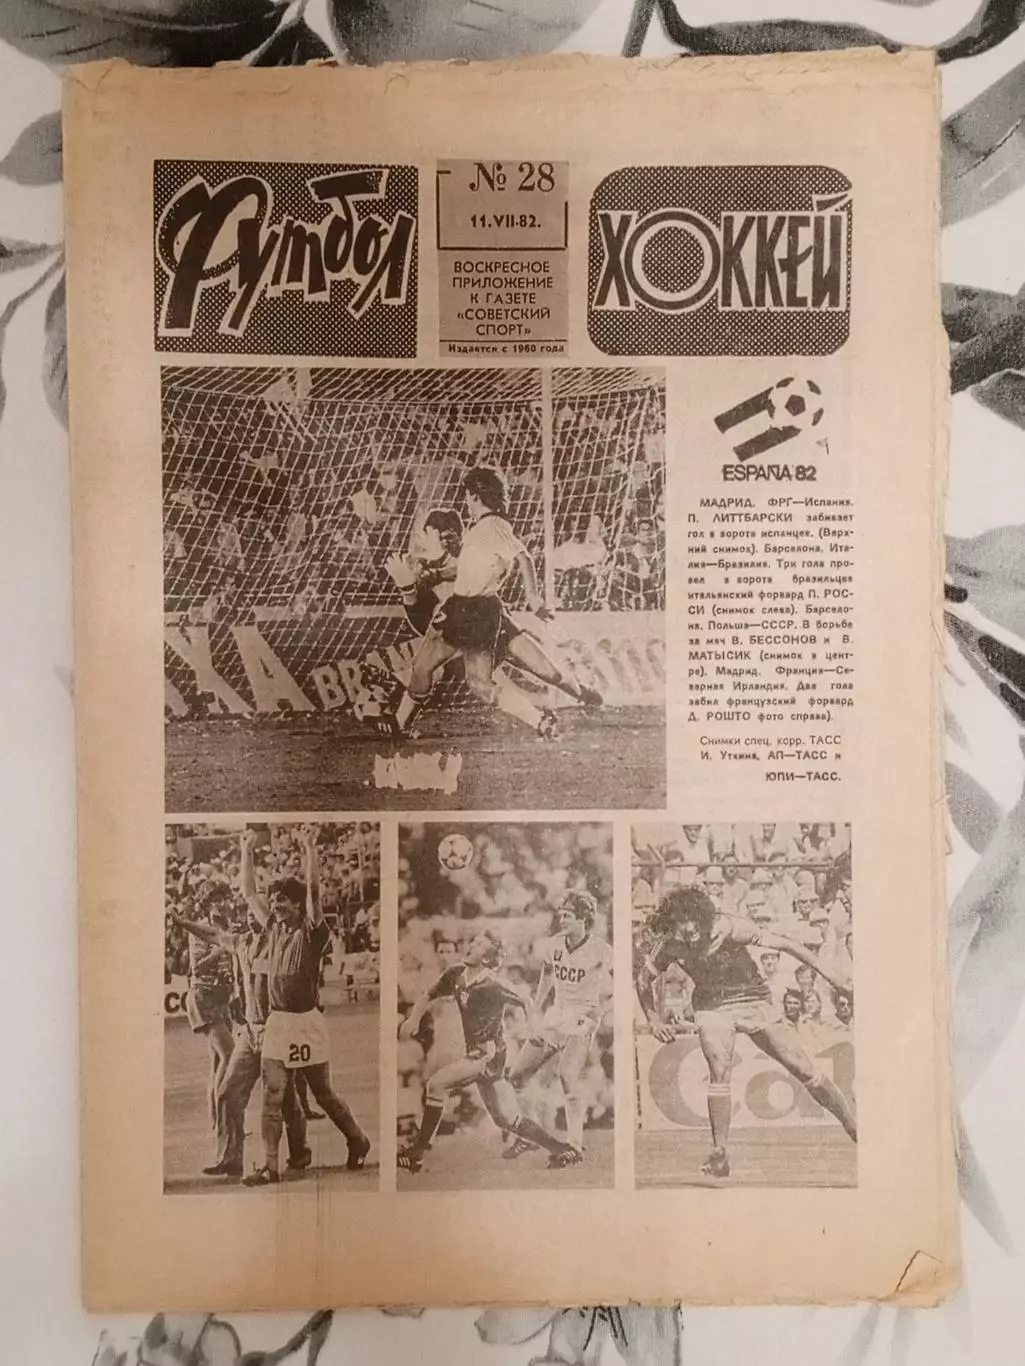 Футбол
№ 28
11.VII·82.
ВОСКРЕСНОЕ
ПРИЛОЖЕНИЕ
К ГАЗЕТЕ
«СОВЕТСКИЙ
СПОРТ»
Издается с 1960 года
ХОККЕЙ
ESPAÑA 82
МАДРИД. ФРГ—Испания.
П. ЛИТТБАРСКИ забивает
гол в ворота испанцев. (Верх-
ний снимок). Барселона. Ита-
лия—Бразилия. Три гола про-
вел в ворота бразильцев
итальянский форвард П. РОС-
СИ (снимок слева). Барсело-
на. Польша—СССР. В борьбе
за мяч В. БЕССОНОВ и В.
МАТЫСИК (снимок в цент-
ре). Мадрид. Франция—Се-
верная Ирландия. Два гола
забил французский форвард
Д. РОШТО фото справа).
Снимки спец. корр. ТАСС
И. Уткина, АП—ТАСС и
ЮПИ—ТАСС.
20
СССР